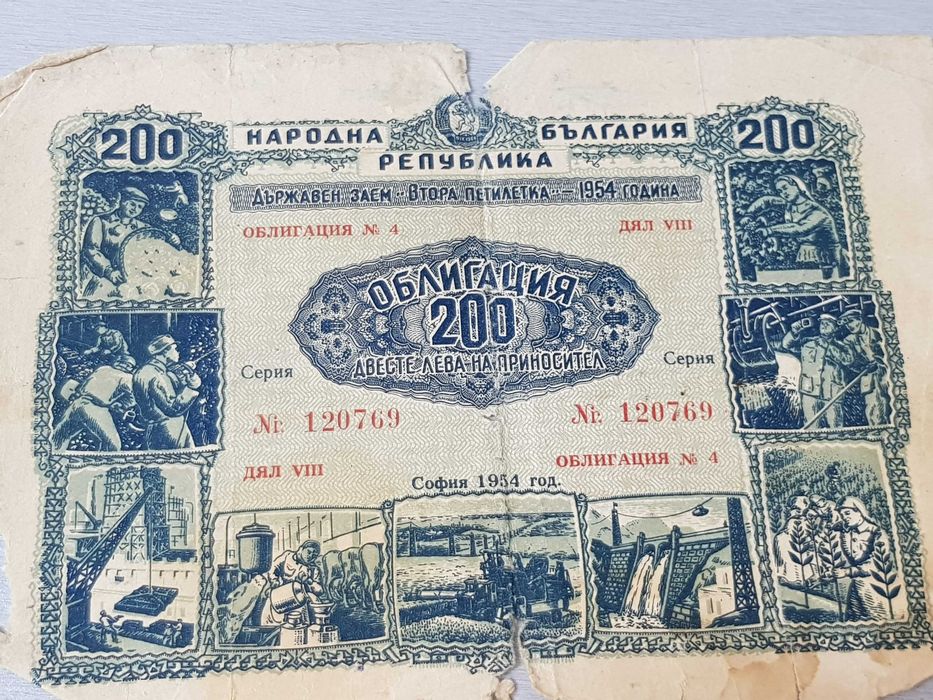 200 НАРОДНА БЪЛГАРИЯ 200
РЕПУБЛИКА
ДЪРЖАВЕН ЗАЕМ „ВТОРА ПЕТИЛЕТКА“ – 1954 ГОДИНА
ОБЛИГАЦИЯ № 4 ДЯЛ VIII
ОБЛИГАЦИЯ
200
ДВЕСТЕ ЛЕВА НА ПРИНОСИТЕЛ
Серия Серия
№ 120769 № 120769
ДЯЛ VIII ОБЛИГАЦИЯ № 4
София 1954 год.